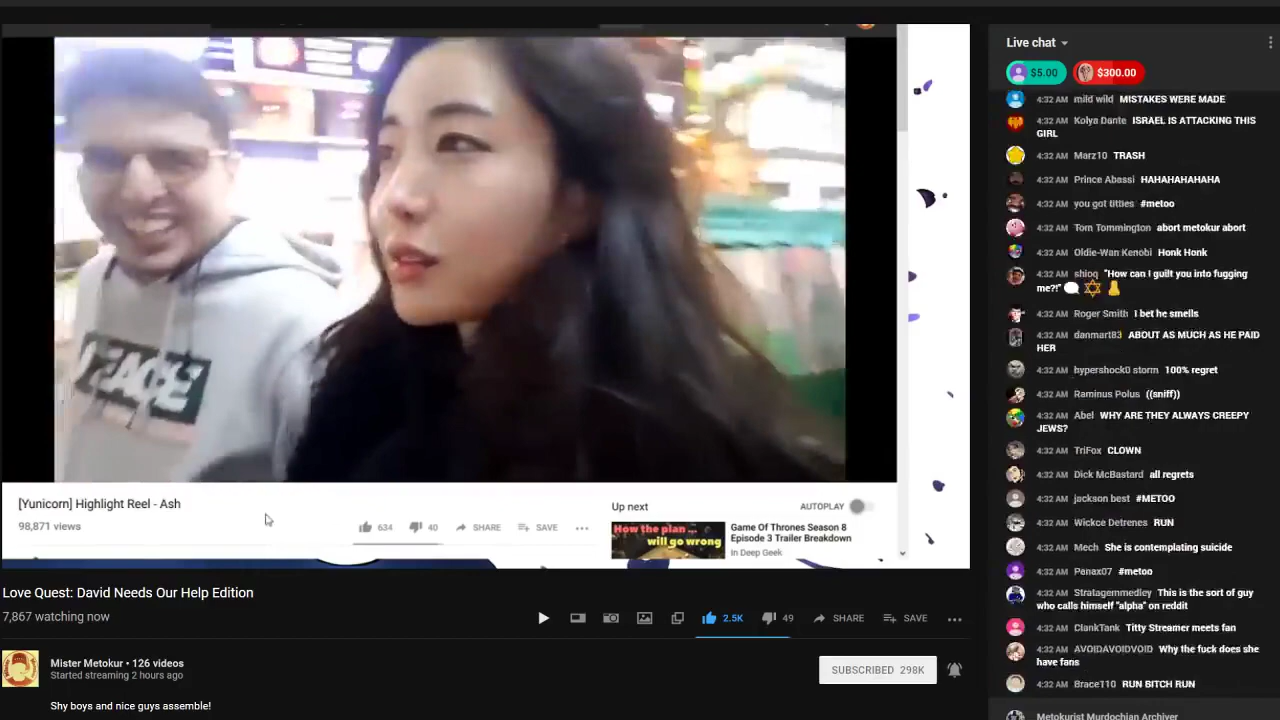 [Yunicorn] Highlight Reel - Ash
98,871 views
634
40
SHARE
SAVE
Up next
AUTOPLAY
How the plan ...
will go wrong
Game Of Thrones Season 8
Episode 3 Trailer Breakdown
In Deep Geek
Love Quest: David Needs Our Help Edition
7,867 watching now
2.5K
49
SHARE
SAVE
Mister Metokur • 126 videos
Started streaming 2 hours ago
SUBSCRIBED 298K
Shy boys and nice guys assemble!
Live chat
$5.00
$300.00
4:32 AM mild wild MISTAKES WERE MADE
4:32 AM Kolya Dante ISRAEL IS ATTACKING THIS
GIRL
4:32 AM Marz10 TRASH
4:32 AM Prince Abassi HAHAHAHAHAHA
4:32 AM you got titties #metoo
4:32 AM Tom Tommington abort metokur abort
4:32 AM Oldie-Wan Kenobi Honk Honk
4:32 AM shioq "How can I guilt you into fugging
me?!" 🗨️ 🔯 👃
4:32 AM Roger Smith I bet he smells
4:32 AM danmart83 ABOUT AS MUCH AS HE PAID
HER
4:32 AM hypershock0 storm 100% regret
4:32 AM Raminus Polus ((sniff))
4:32 AM Abel WHY ARE THEY ALWAYS CREEPY
JEWS?
4:32 AM TriFox CLOWN
4:32 AM Dick McBastard all regrets
4:32 AM jackson best #METOO
4:32 AM Wickce Detrenes RUN
4:32 AM Mech She is contemplating suicide
4:32 AM Panax07 #metoo
4:32 AM Stratagemmedley This is the sort of guy
who calls himself "alpha" on reddit
4:32 AM ClankTank Titty Streamer meets fan
4:32 AM AVOIDAVOIDVOID Why the fuck does she
have fans
4:32 AM Brace110 RUN BITCH RUN
Metokurist Murdochian Archiver